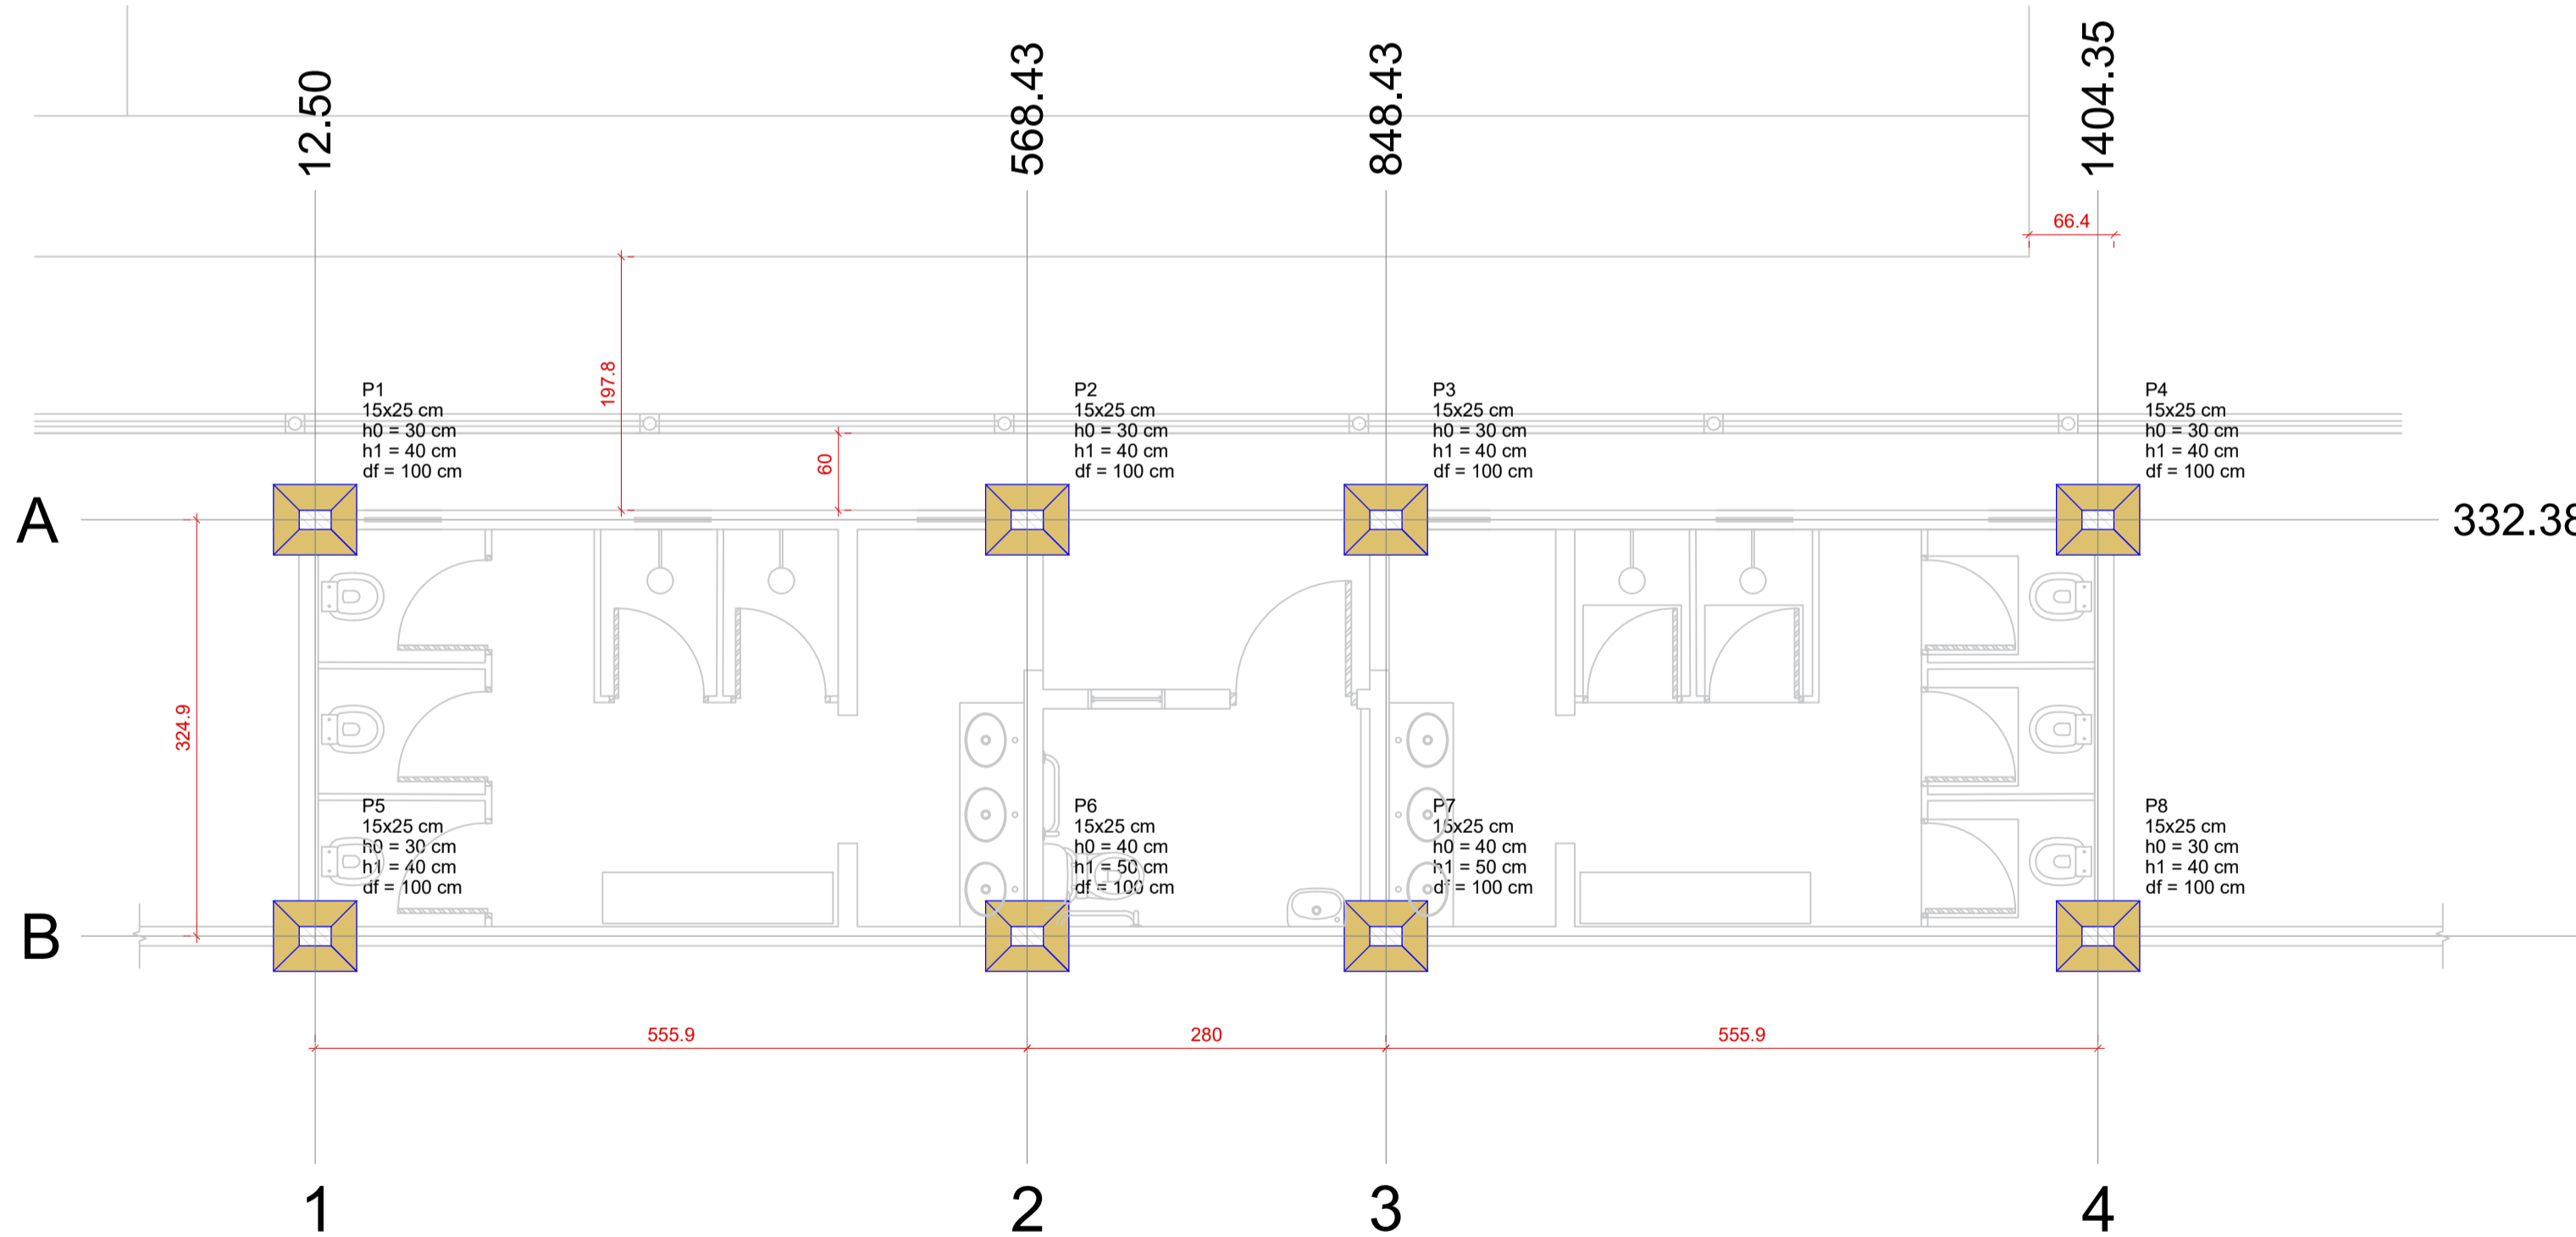 12.50
568.43
848.43
1404.35
66.4
197.8
60
P1
15x25 cm
h0 = 30 cm
h1 = 40 cm
df = 100 cm
P2
15x25 cm
h0 = 30 cm
h1 = 40 cm
df = 100 cm
P3
15x25 cm
h0 = 30 cm
h1 = 40 cm
df = 100 cm
P4
15x25 cm
h0 = 30 cm
h1 = 40 cm
df = 100 cm
A
332.38
324.9
P5
15x25 cm
h0 = 30 cm
h1 = 40 cm
df = 100 cm
P6
15x25 cm
h0 = 40 cm
h1 = 50 cm
df = 100 cm
P7
15x25 cm
h0 = 40 cm
h1 = 50 cm
df = 100 cm
P8
15x25 cm
h0 = 30 cm
h1 = 40 cm
df = 100 cm
B
555.9
280
555.9
1
2
3
4